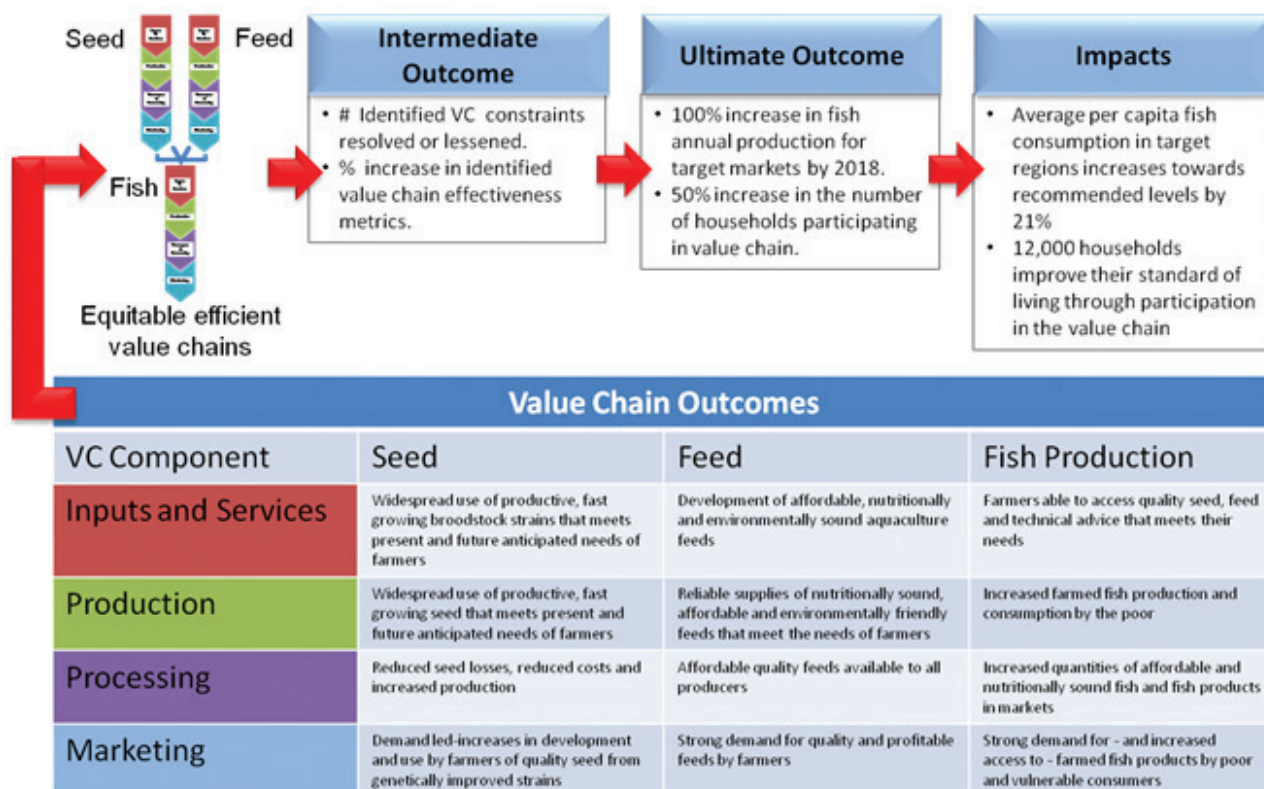 Seed
Feed
Fish
Equitable efficient
value chains
Intermediate
Outcome
• # Identified VC constraints
resolved or lessened.
• % increase in identified
value chain effectiveness
metrics.
Ultimate Outcome
• 100% increase in fish
annual production for
target markets by 2018.
• 50% increase in the number
of households participating
in value chain.
Impacts
• Average per capita fish
consumption in target
regions increases towards
recommended levels by
21%
• 12,000 households
improve their standard of
living through participation
in the value chain
Value Chain Outcomes
VC Component
Seed
Feed
Fish Production
Inputs and Services
Widespread use of productive, fast
growing broodstock strains that meets
present and future anticipated needs of
farmers
Development of affordable, nutritionally
and environmentally sound aquaculture
feeds
Farmers able to access quality seed, feed
and technical advice that meets their
needs
Production
Widespread use of productive, fast
growing seed that meets present and
future anticipated needs of farmers
Reliable supplies of nutritionally sound,
affordable and environmentally friendly
feeds that meet the needs of farmers
Increased farmed fish production and
consumption by the poor
Processing
Reduced seed losses, reduced costs and
increased production
Affordable quality feeds available to all
producers
Increased quantities of affordable and
nutritionally sound fish and fish products
in markets
Marketing
Demand led-increases in development
and use by farmers of quality seed from
genetically improved strains
Strong demand for quality and profitable
feeds by farmers
Strong demand for - and increased
access to - farmed fish products by poor
and vulnerable consumers